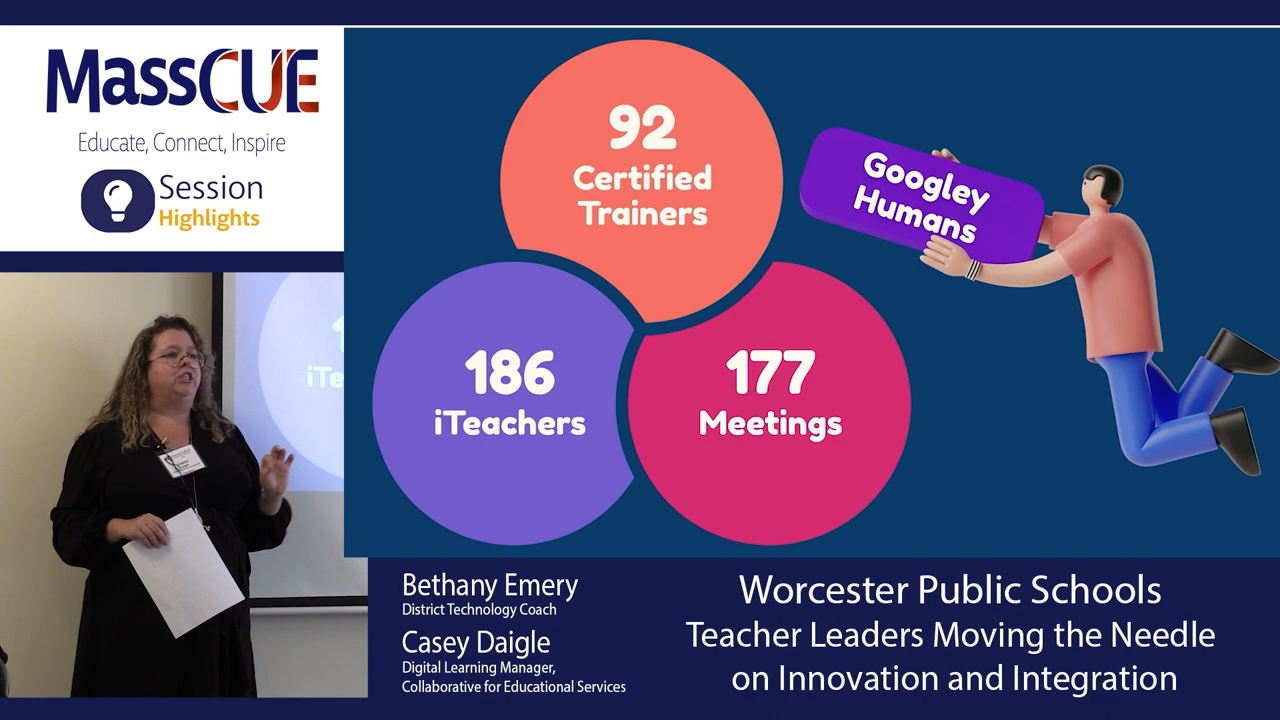 MassCUE
Educate, Connect, Inspire
Session
Highlights
92
Certified
Trainers
Googley
Humans
186
iTeachers
177
Meetings
iTe
Bethany Emery
District Technology Coach
Casey Daigle
Digital Learning Manager,
Collaborative for Educational Services
Worcester Public Schools
Teacher Leaders Moving the Needle
on Innovation and Integration